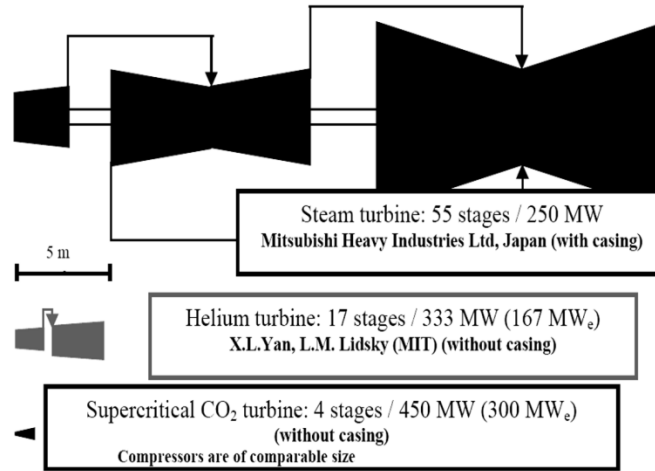 Steam turbine: 55 stages / 250 MW
Mitsubishi Heavy Industries Ltd, Japan (with casing)
5 m
Helium turbine: 17 stages / 333 MW (167 MWₑ)
X.L.Yan, L.M. Lidsky (MIT) (without casing)
Supercritical CO₂ turbine: 4 stages / 450 MW (300 MWₑ)
(without casing)
Compressors are of comparable size